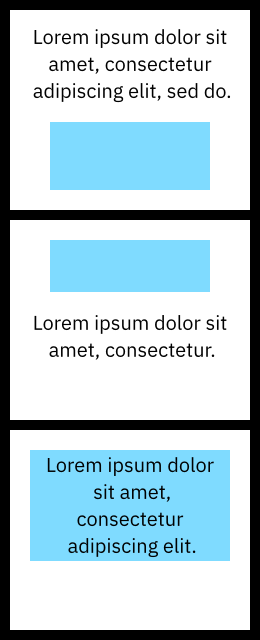 Lorem ipsum dolor sit
amet, consectetur
adipiscing elit, sed do.
Lorem ipsum dolor sit
amet, consectetur.
Lorem ipsum dolor
sit amet,
consectetur
adipiscing elit.